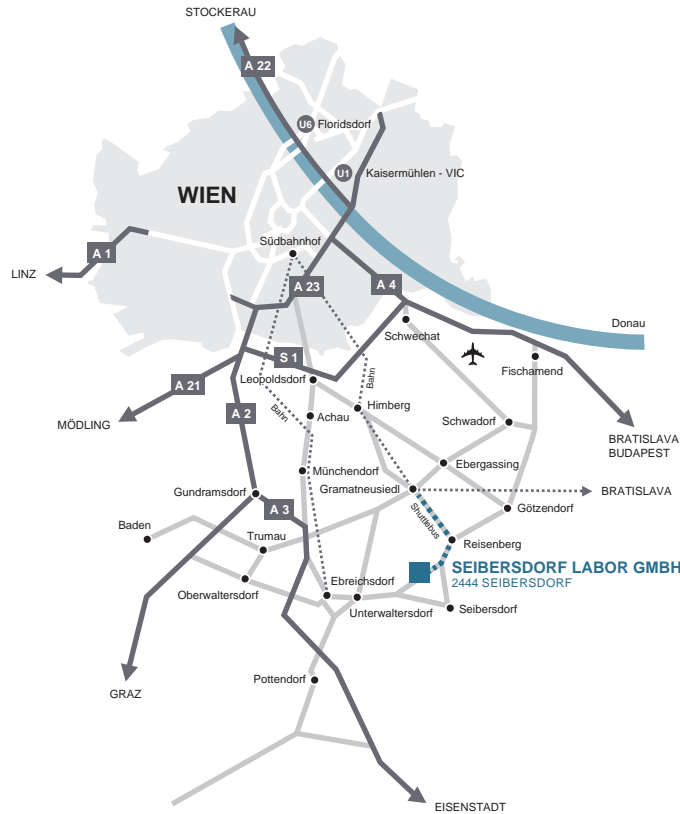 STOCKERAU
A 22
U6 Floridsdorf
U1 Kaisermühlen - VIC
WIEN
Südbahnhof
A 1
LINZ
A 23
A 4
Donau
Schwechat
S 1
Fischamend
Leopoldsdorf
Bahn
A 21
Bahn
Himberg
MÖDLING
A 2
Achau
Schwadorf
BRATISLAVA
BUDAPEST
Münchendorf
Ebergassing
Gramatneusiedl
BRATISLAVA
Gundramsdorf
A 3
Götzendorf
Shuttlebus
Baden
Trumau
Reisenberg
SEIBERSDORF LABOR GMBH
2444 SEIBERSDORF
Ebreichsdorf
Oberwaltersdorf
Unterwaltersdorf
Seibersdorf
Pottendorf
GRAZ
EISENSTADT